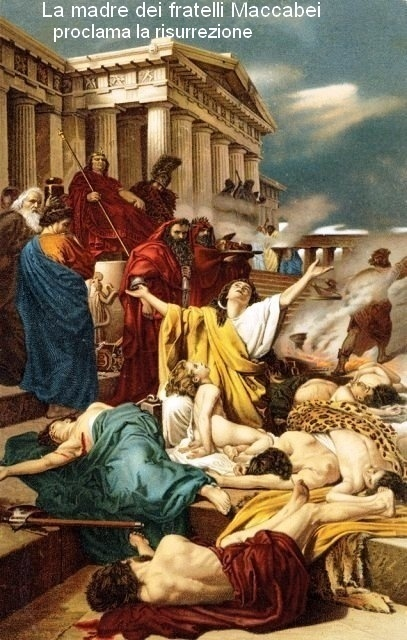 La madre dei fratelli Maccabei
proclama la risurrezione